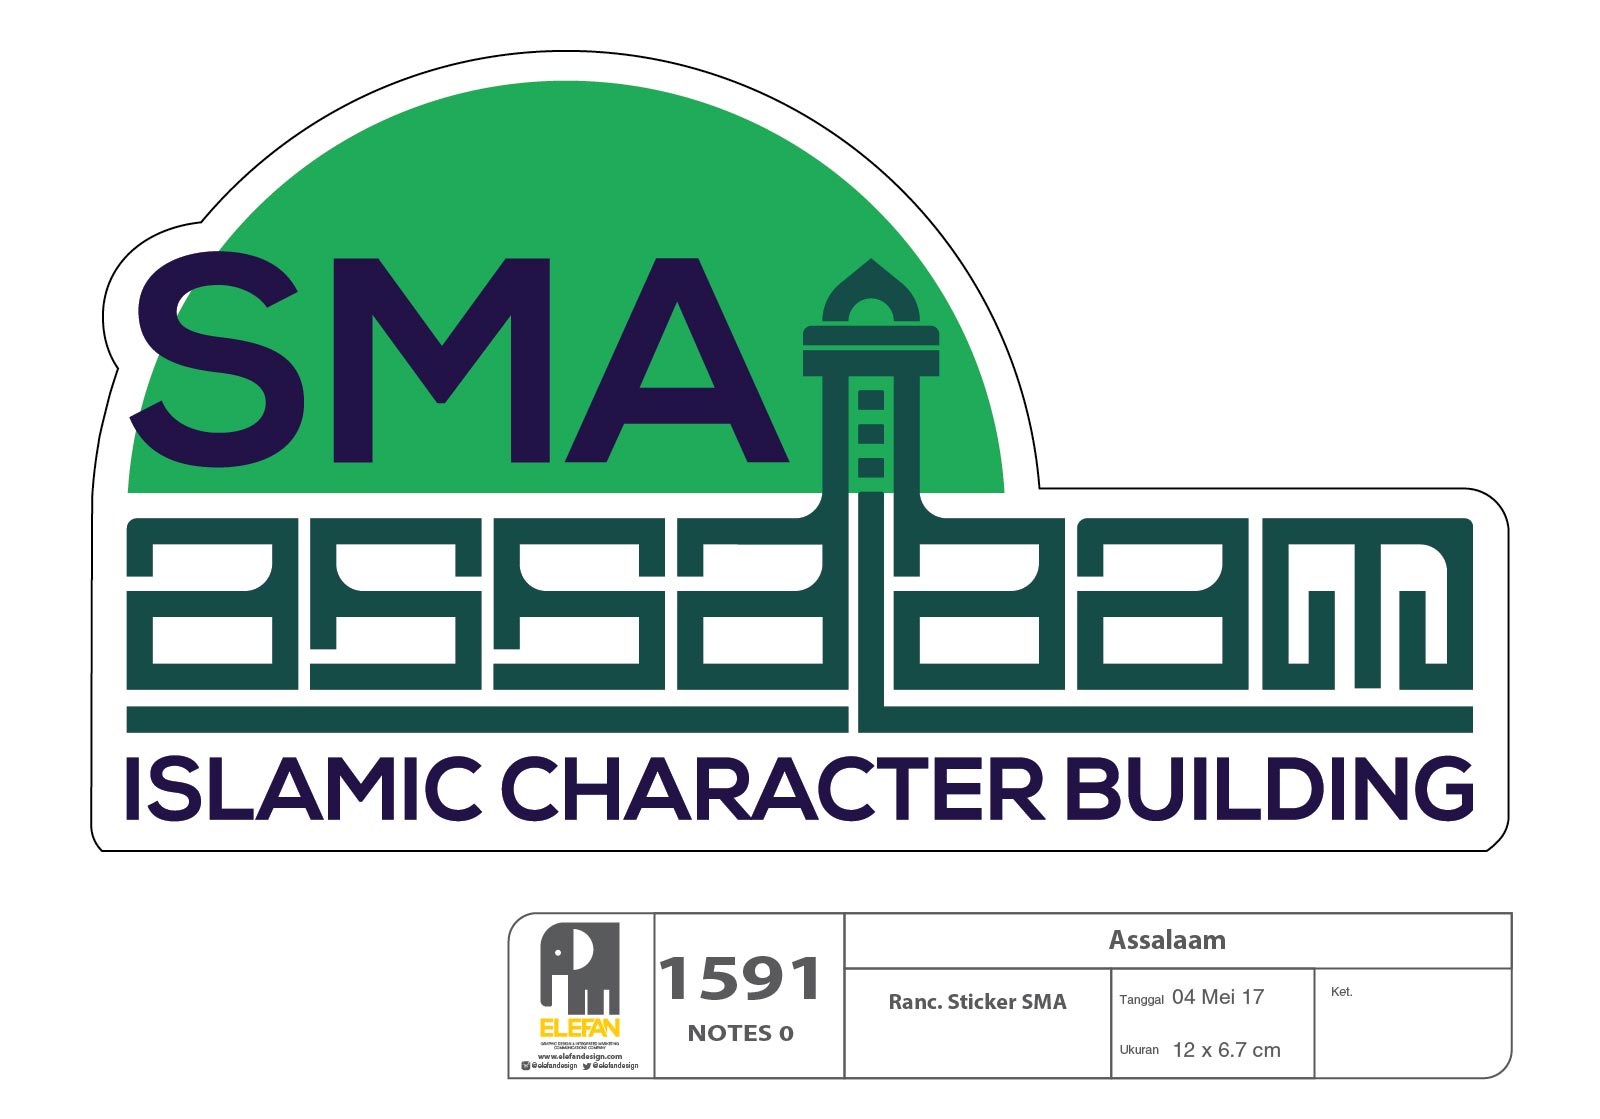 SMA
assalaam
ISLAMIC CHARACTER BUILDING
ELEFAN
GRAPHIC DESIGN & INTEGRATED MARKETING
COMMUNICATIONS COMPANY
www.elefandesign.com
@elefandesign @elefandesign
1591
NOTES 0
Assalaam
Ranc. Sticker SMA
Tanggal 04 Mei 17
Ukuran 12 x 6.7 cm
Ket.